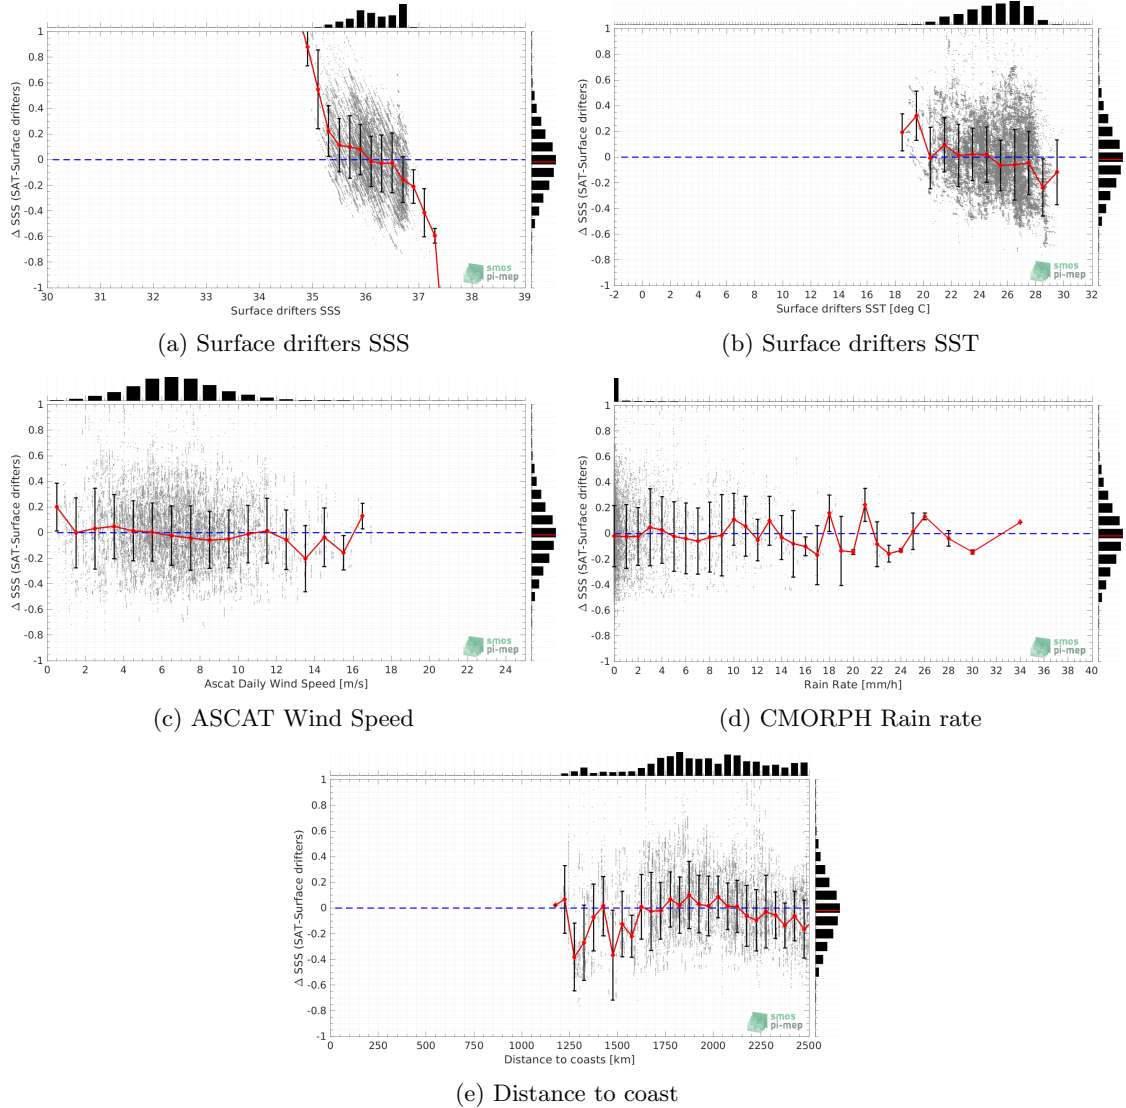 1
0.8
0.6
0.4
0.2
0
-0.2
-0.4
-0.6
-0.8
-1
Δ SSS (SAT-Surface drifters)
smos
pi-mep
30 31 32 33 34 35 36 37 38 39
Surface drifters SSS
(a) Surface drifters SSS
1
0.8
0.6
0.4
0.2
0
-0.2
-0.4
-0.6
-0.8
-1
Δ SSS (SAT-Surface drifters)
smos
pi-mep
-2 0 2 4 6 8 10 12 14 16 18 20 22 24 26 28 30 32
Surface drifters SST [deg C]
(b) Surface drifters SST
1
0.8
0.6
0.4
0.2
0
-0.2
-0.4
-0.6
-0.8
-1
Δ SSS (SAT-Surface drifters)
smos
pi-mep
0 2 4 6 8 10 12 14 16 18 20 22 24
Ascat Daily Wind Speed [m/s]
(c) ASCAT Wind Speed
1
0.8
0.6
0.4
0.2
0
-0.2
-0.4
-0.6
-0.8
-1
Δ SSS (SAT-Surface drifters)
smos
pi-mep
0 2 4 6 8 10 12 14 16 18 20 22 24 26 28 30 32 34 36 38 40
Rain Rate [mm/h]
(d) CMORPH Rain rate
1
0.8
0.6
0.4
0.2
0
-0.2
-0.4
-0.6
-0.8
-1
Δ SSS (SAT-Surface drifters)
smos
pi-mep
0 250 500 750 1000 1250 1500 1750 2000 2250 2500
Distance to coasts [km]
(e) Distance to coast